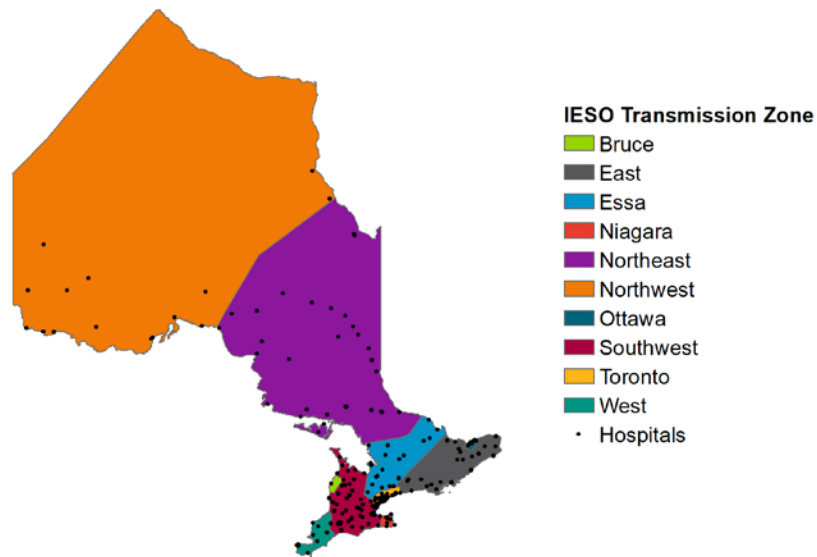 IESO Transmission Zone
Bruce
East
Essa
Niagara
Northeast
Northwest
Ottawa
Southwest
Toronto
West
Hospitals